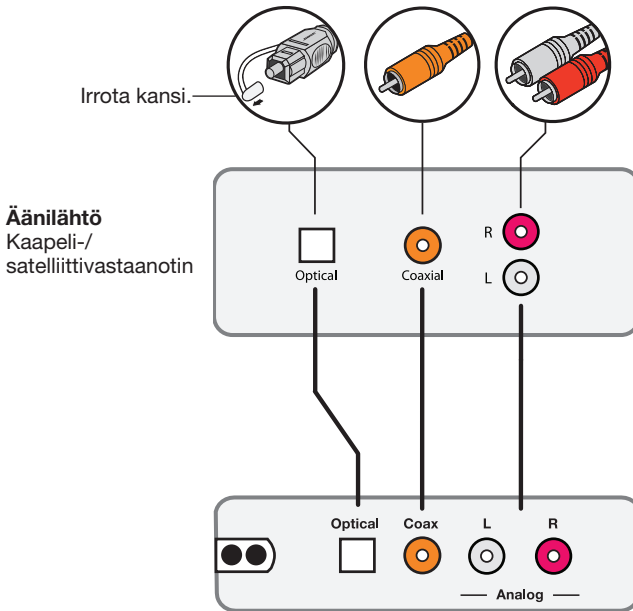 Irrota kansi.
Äänilähtö
Kaapeli-/
satelliittivastaanotin
R
L
Optical
Coaxial
Optical
Coax
L
R
Analog